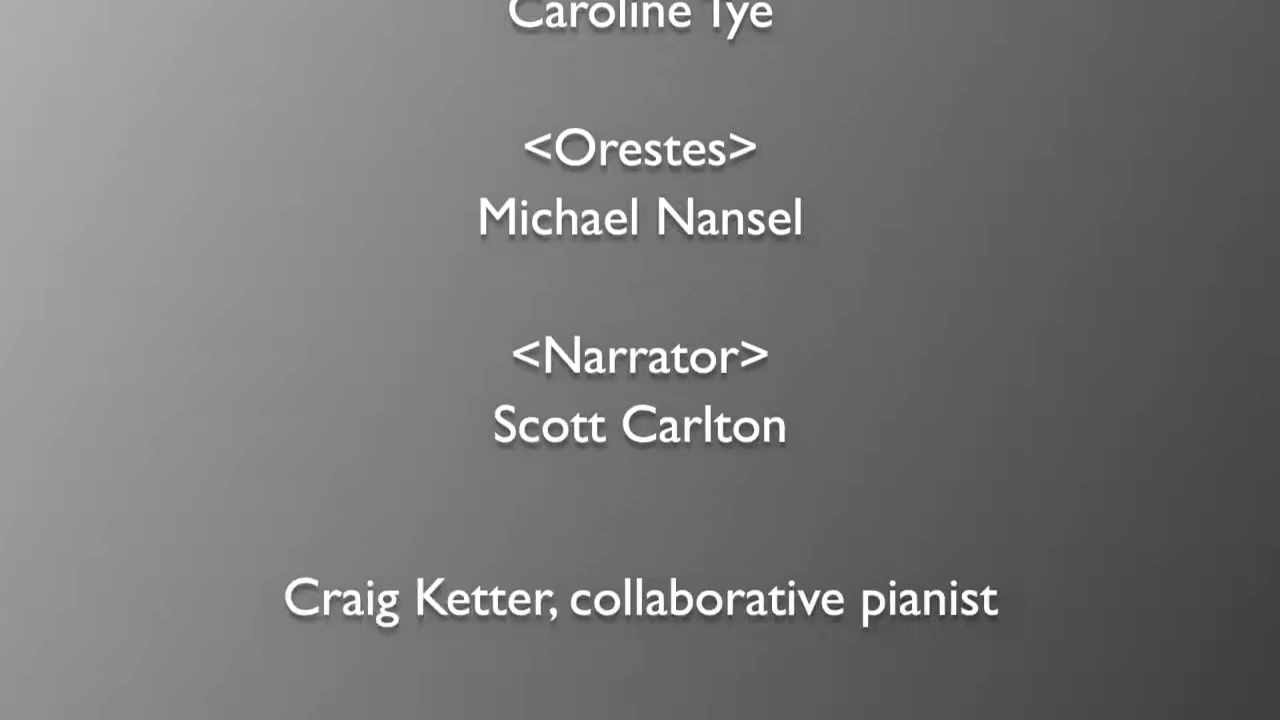 Caroline Tye
<Orestes>
Michael Nansel
<Narrator>
Scott Carlton
Craig Ketter, collaborative pianist